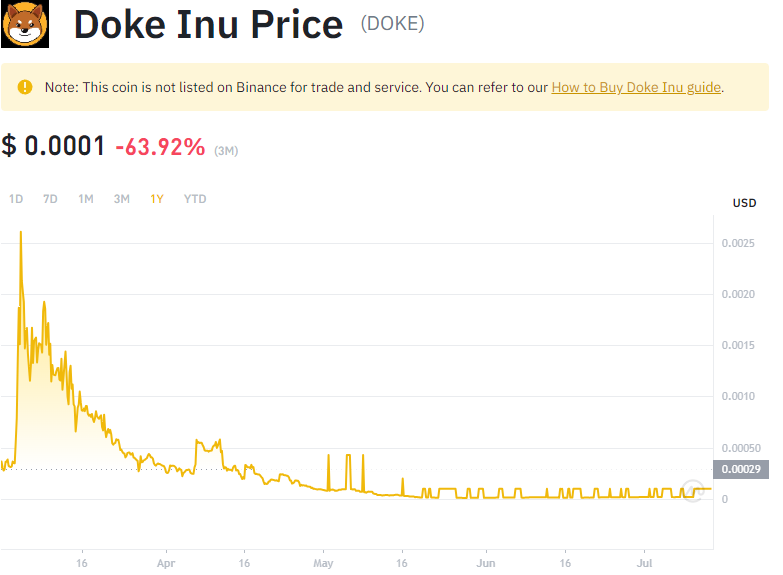 Doke Inu Price (DOKE)
Note: This coin is not listed on Binance for trade and service. You can refer to our How to Buy Doke Inu guide.
$ 0.0001 -63.92% (3M)
1D 7D 1M 3M 1Y YTD
USD
0.0025
0.0020
0.0015
0.0010
0.00050
0.00029
0
16 Apr 16 May 16 Jun 16 Jul